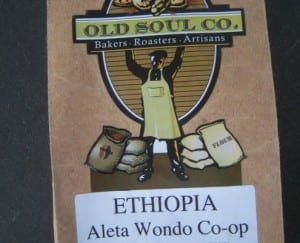 OLD SOUL CO.
Bakers · Roasters · Artisans
FLOUR
ETHIOPIA
Aleta Wondo Co-op